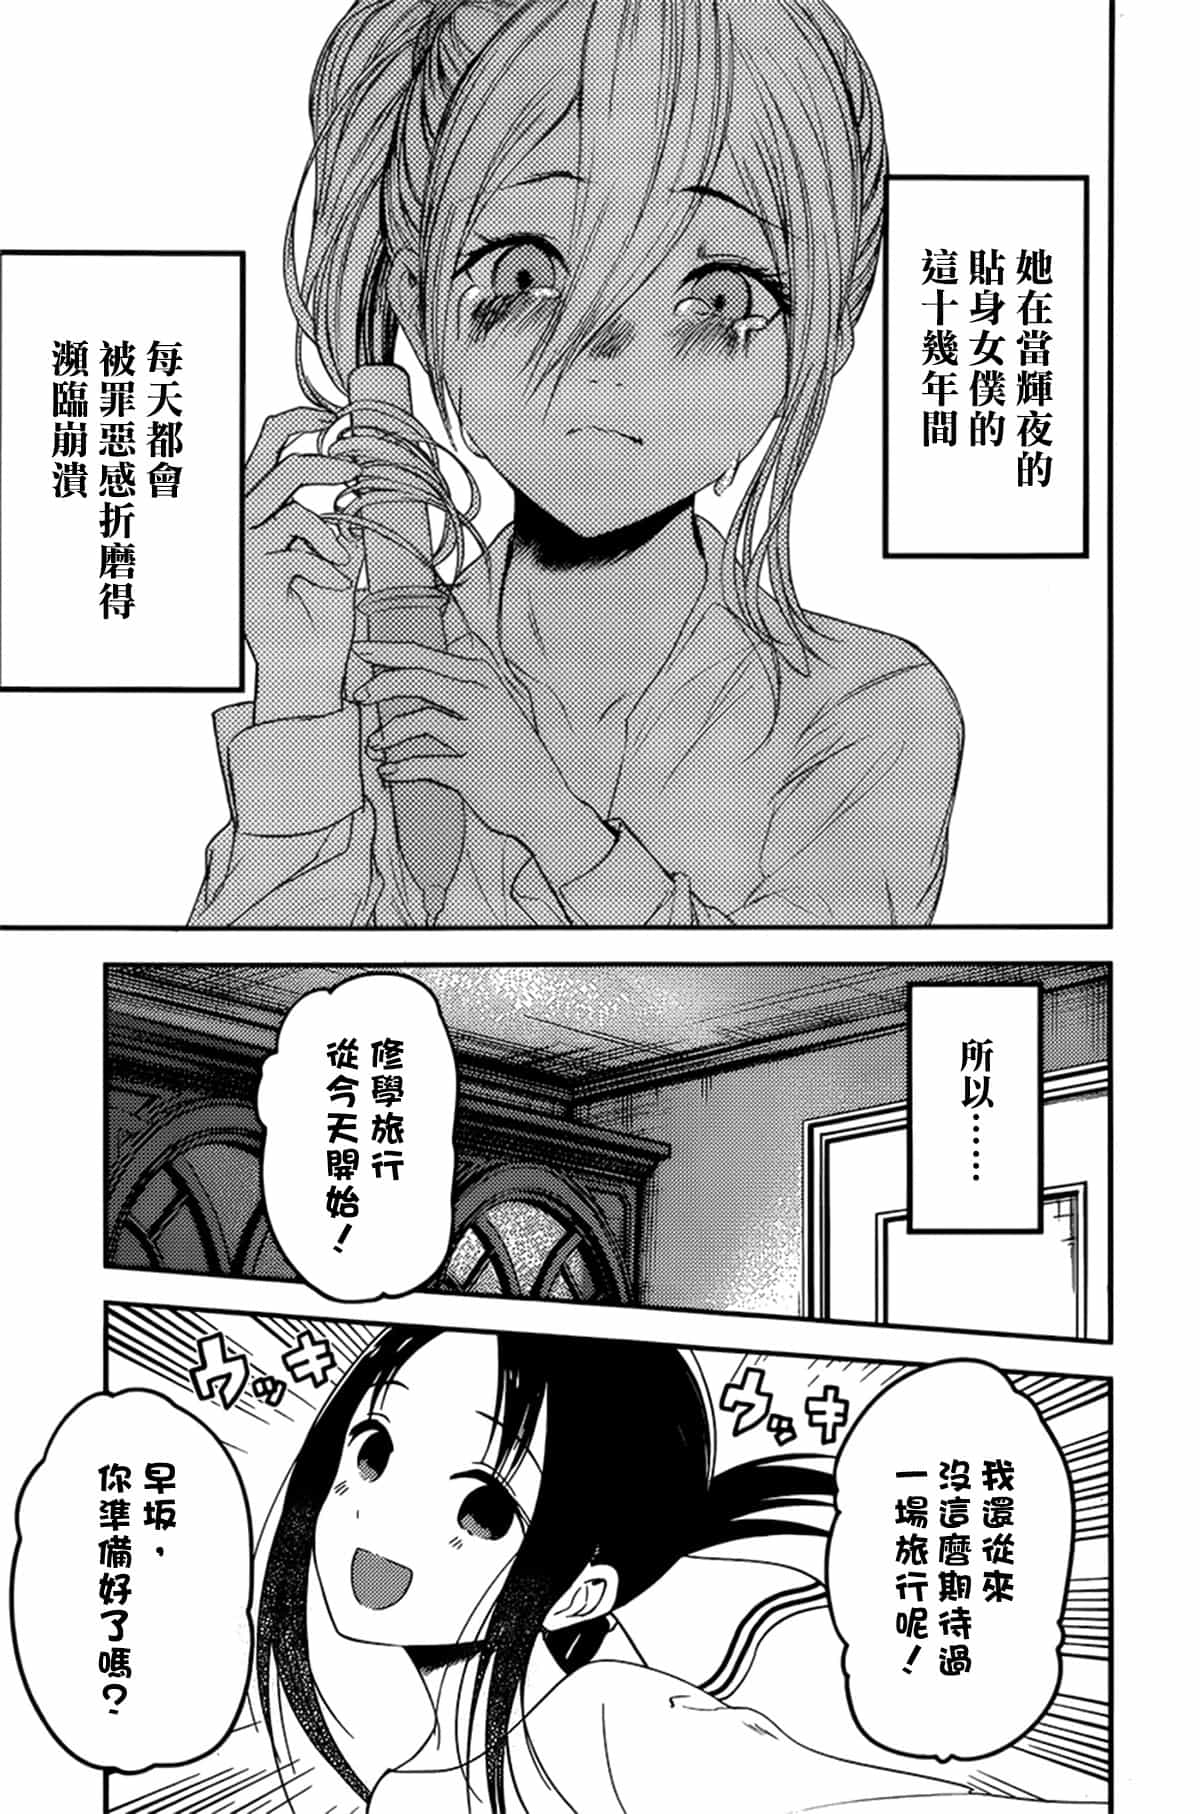 她在當輝夜的
貼身女僕的
這十幾年間
每天都會
被罪惡感折磨得
瀕臨崩潰
所以……
修學旅行
從今天開始！
我還從來
沒這麼期待過
一場旅行呢！
ウッキ
ウッキ
早坂，
你準備好了嗎？